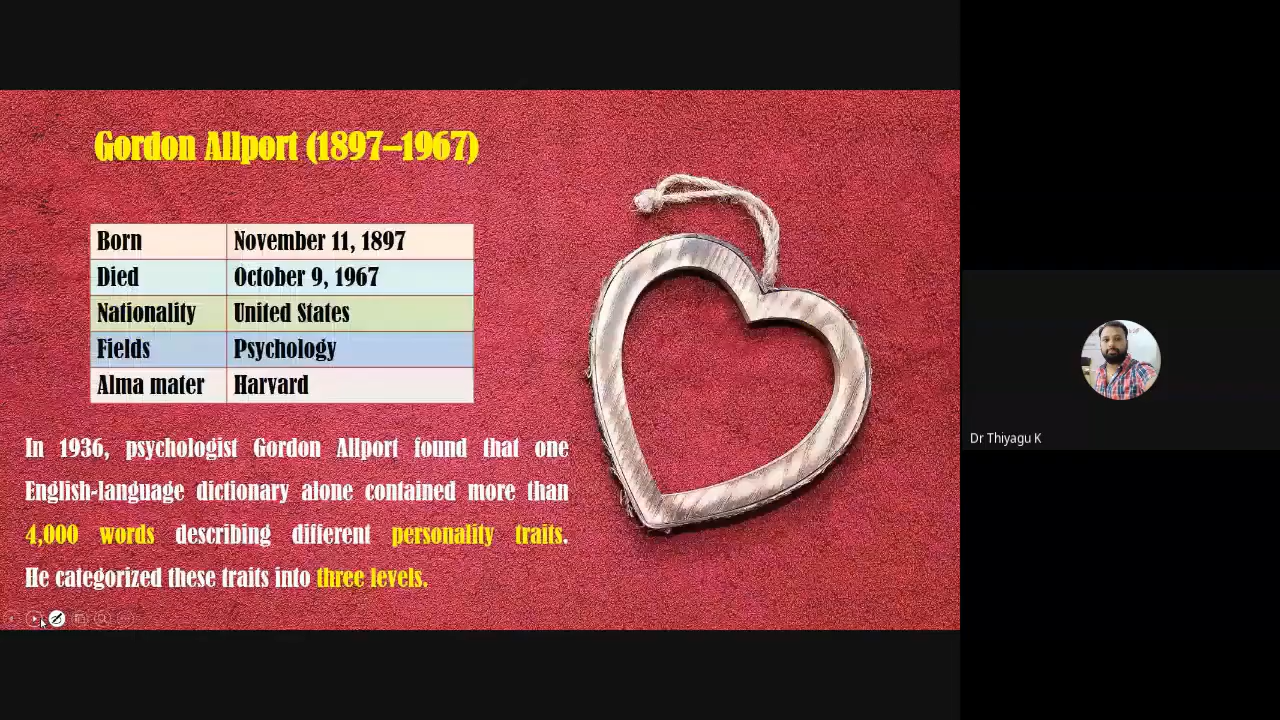 Gordon Allport (1897–1967)
Born November 11, 1897
Died October 9, 1967
Nationality United States
Fields Psychology
Alma mater Harvard
In 1936, psychologist Gordon Allport found that one
English-language dictionary alone contained more than
4,000 words describing different personality traits.
He categorized these traits into three levels.
Dr Thiyagu K